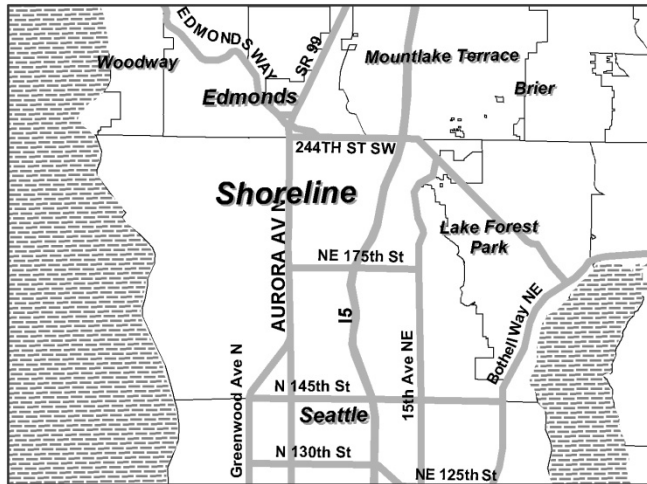 EDMONDS WAY
SR 99
Woodway
Mountlake Terrace
Edmonds
Brier
244TH ST SW
Shoreline
AURORA AV N
Lake Forest
Park
NE 175th St
I5
15th Ave NE
Bothell Way NE
Greenwood Ave N
N 145th St
Seattle
N 130th St
NE 125th St